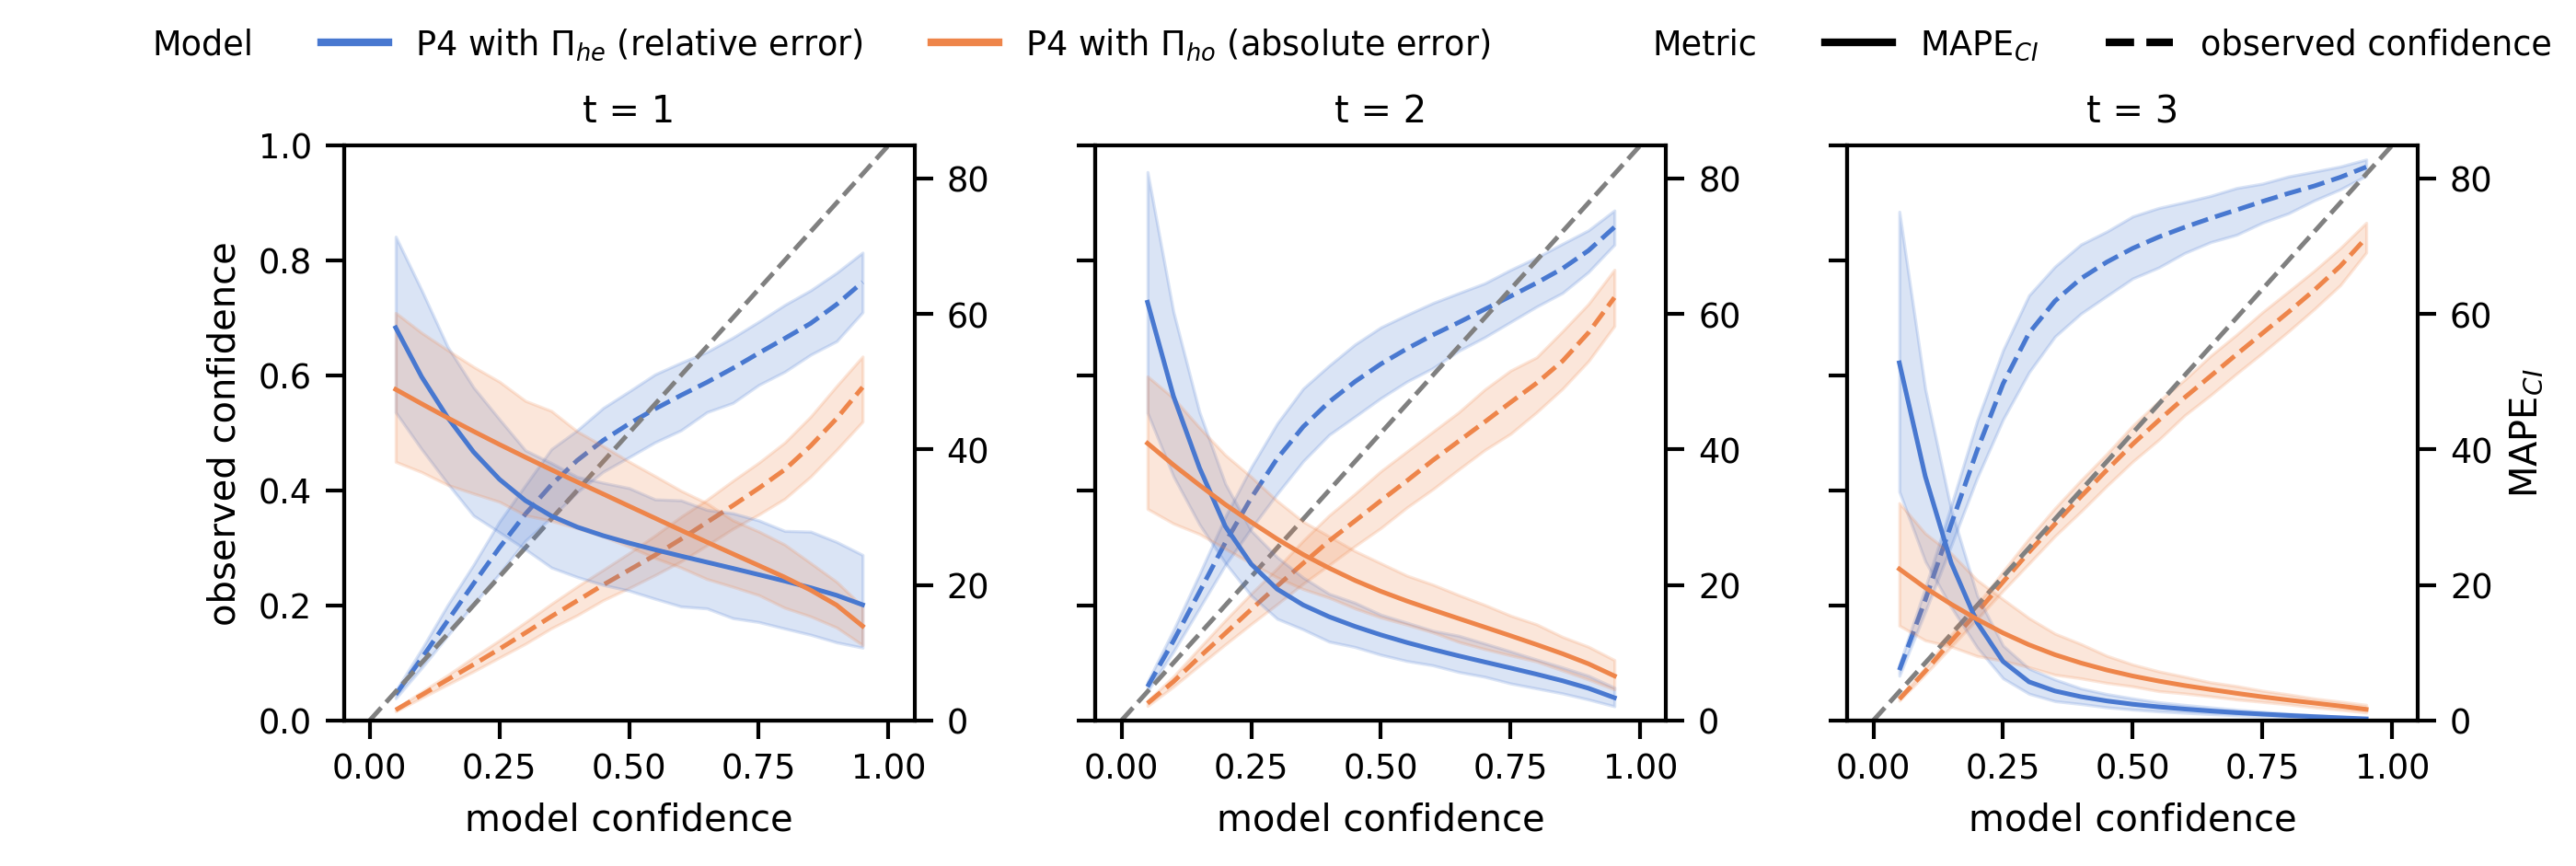 Model P4 with Π_he (relative error) P4 with Π_ho (absolute error) Metric MAPE_CI observed confidence
t = 1
t = 2
t = 3
observed confidence
1.0
0.8
0.6
0.4
0.2
0.0
80
60
40
20
0
80
60
40
20
0
80
60
40
20
0
MAPE_CI
0.00 0.25 0.50 0.75 1.00
0.00 0.25 0.50 0.75 1.00
0.00 0.25 0.50 0.75 1.00
model confidence
model confidence
model confidence